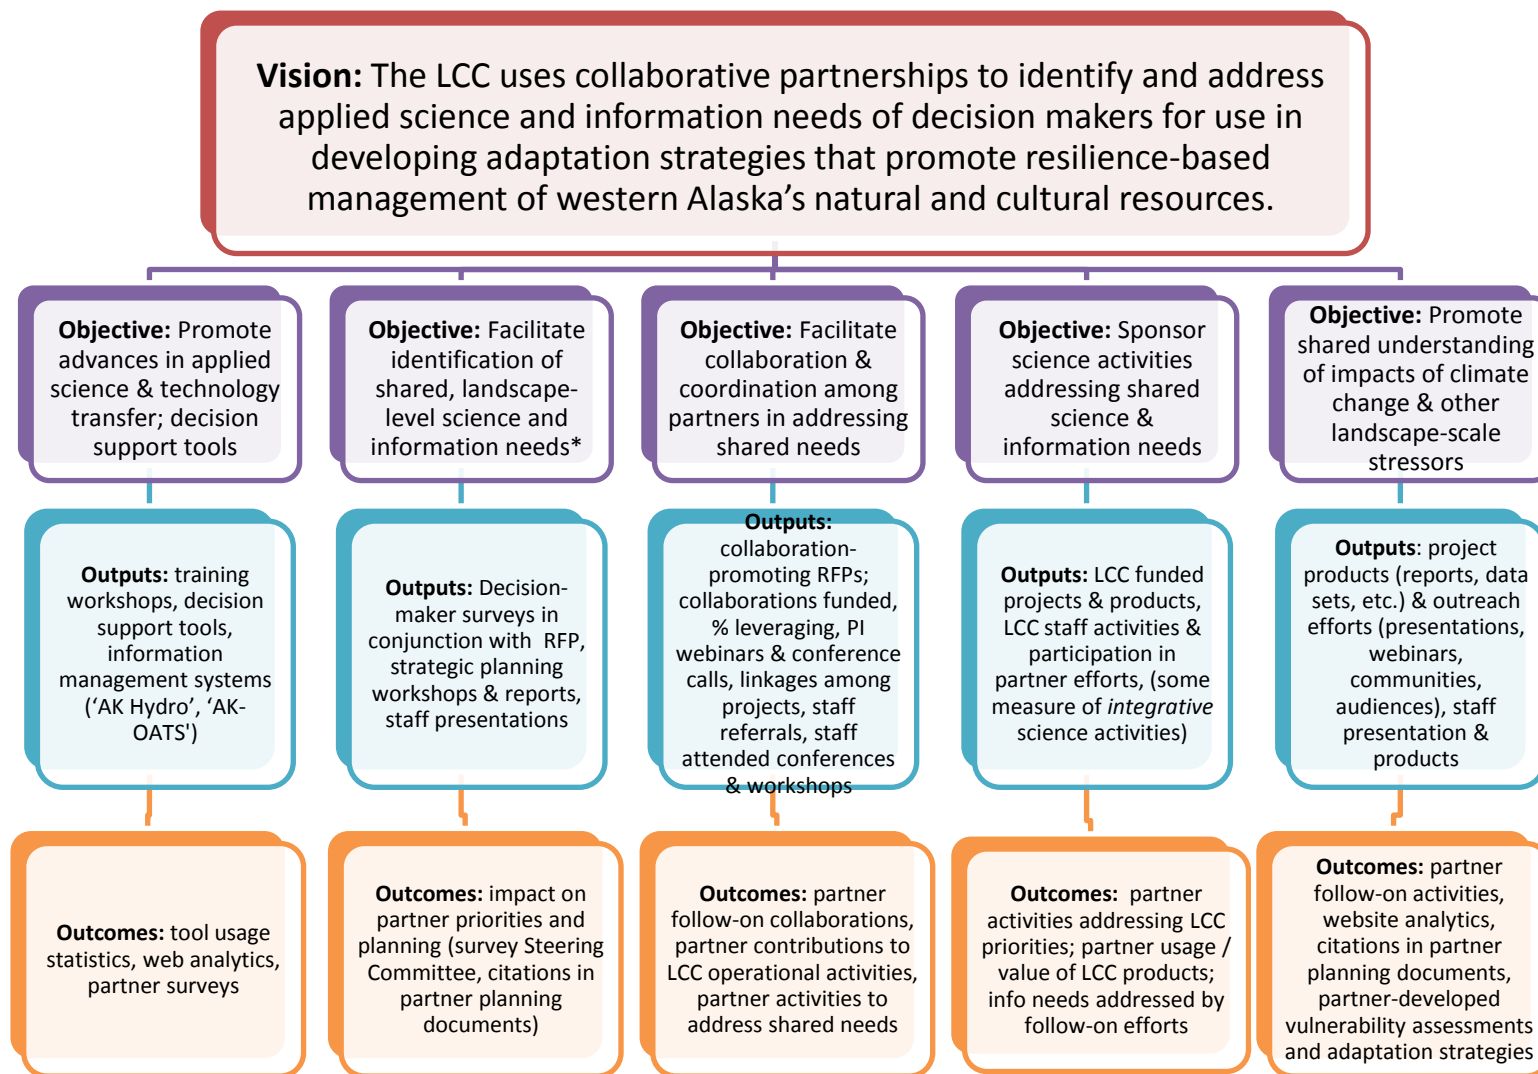 Vision: The LCC uses collaborative partnerships to identify and address
applied science and information needs of decision makers for use in
developing adaptation strategies that promote resilience-based
management of western Alaska’s natural and cultural resources.
Objective: Promote
advances in applied
science & technology
transfer; decision
support tools
Objective: Facilitate
identification of
shared, landscape-
level science and
information needs*
Objective: Facilitate
collaboration &
coordination among
partners in addressing
shared needs
Objective: Sponsor
science activities
addressing shared
science &
information needs
Objective: Promote
shared understanding
of impacts of climate
change & other
landscape-scale
stressors
Outputs: training
workshops, decision
support tools,
information
management systems
(‘AK Hydro’, ‘AK-
OATS')
Outputs: Decision-
maker surveys in
conjunction with RFP,
strategic planning
workshops & reports,
staff presentations
Outputs:
collaboration-
promoting RFPs;
collaborations funded,
% leveraging, PI
webinars & conference
calls, linkages among
projects, staff
referrals, staff
attended conferences
& workshops
Outputs: LCC funded
projects & products,
LCC staff activities &
participation in
partner efforts, (some
measure of integrative
science activities)
Outputs: project
products (reports, data
sets, etc.) & outreach
efforts (presentations,
webinars,
communities,
audiences), staff
presentation &
products
Outcomes: tool usage
statistics, web analytics,
partner surveys
Outcomes: impact on
partner priorities and
planning (survey Steering
Committee, citations in
partner planning
documents)
Outcomes: partner
follow-on collaborations,
partner contributions to
LCC operational activities,
partner activities to
address shared needs
Outcomes: partner
activities addressing LCC
priorities; partner usage /
value of LCC products;
info needs addressed by
follow-on efforts
Outcomes: partner
follow-on activities,
website analytics,
citations in partner
planning documents,
partner-developed
vulnerability assessments
and adaptation strategies